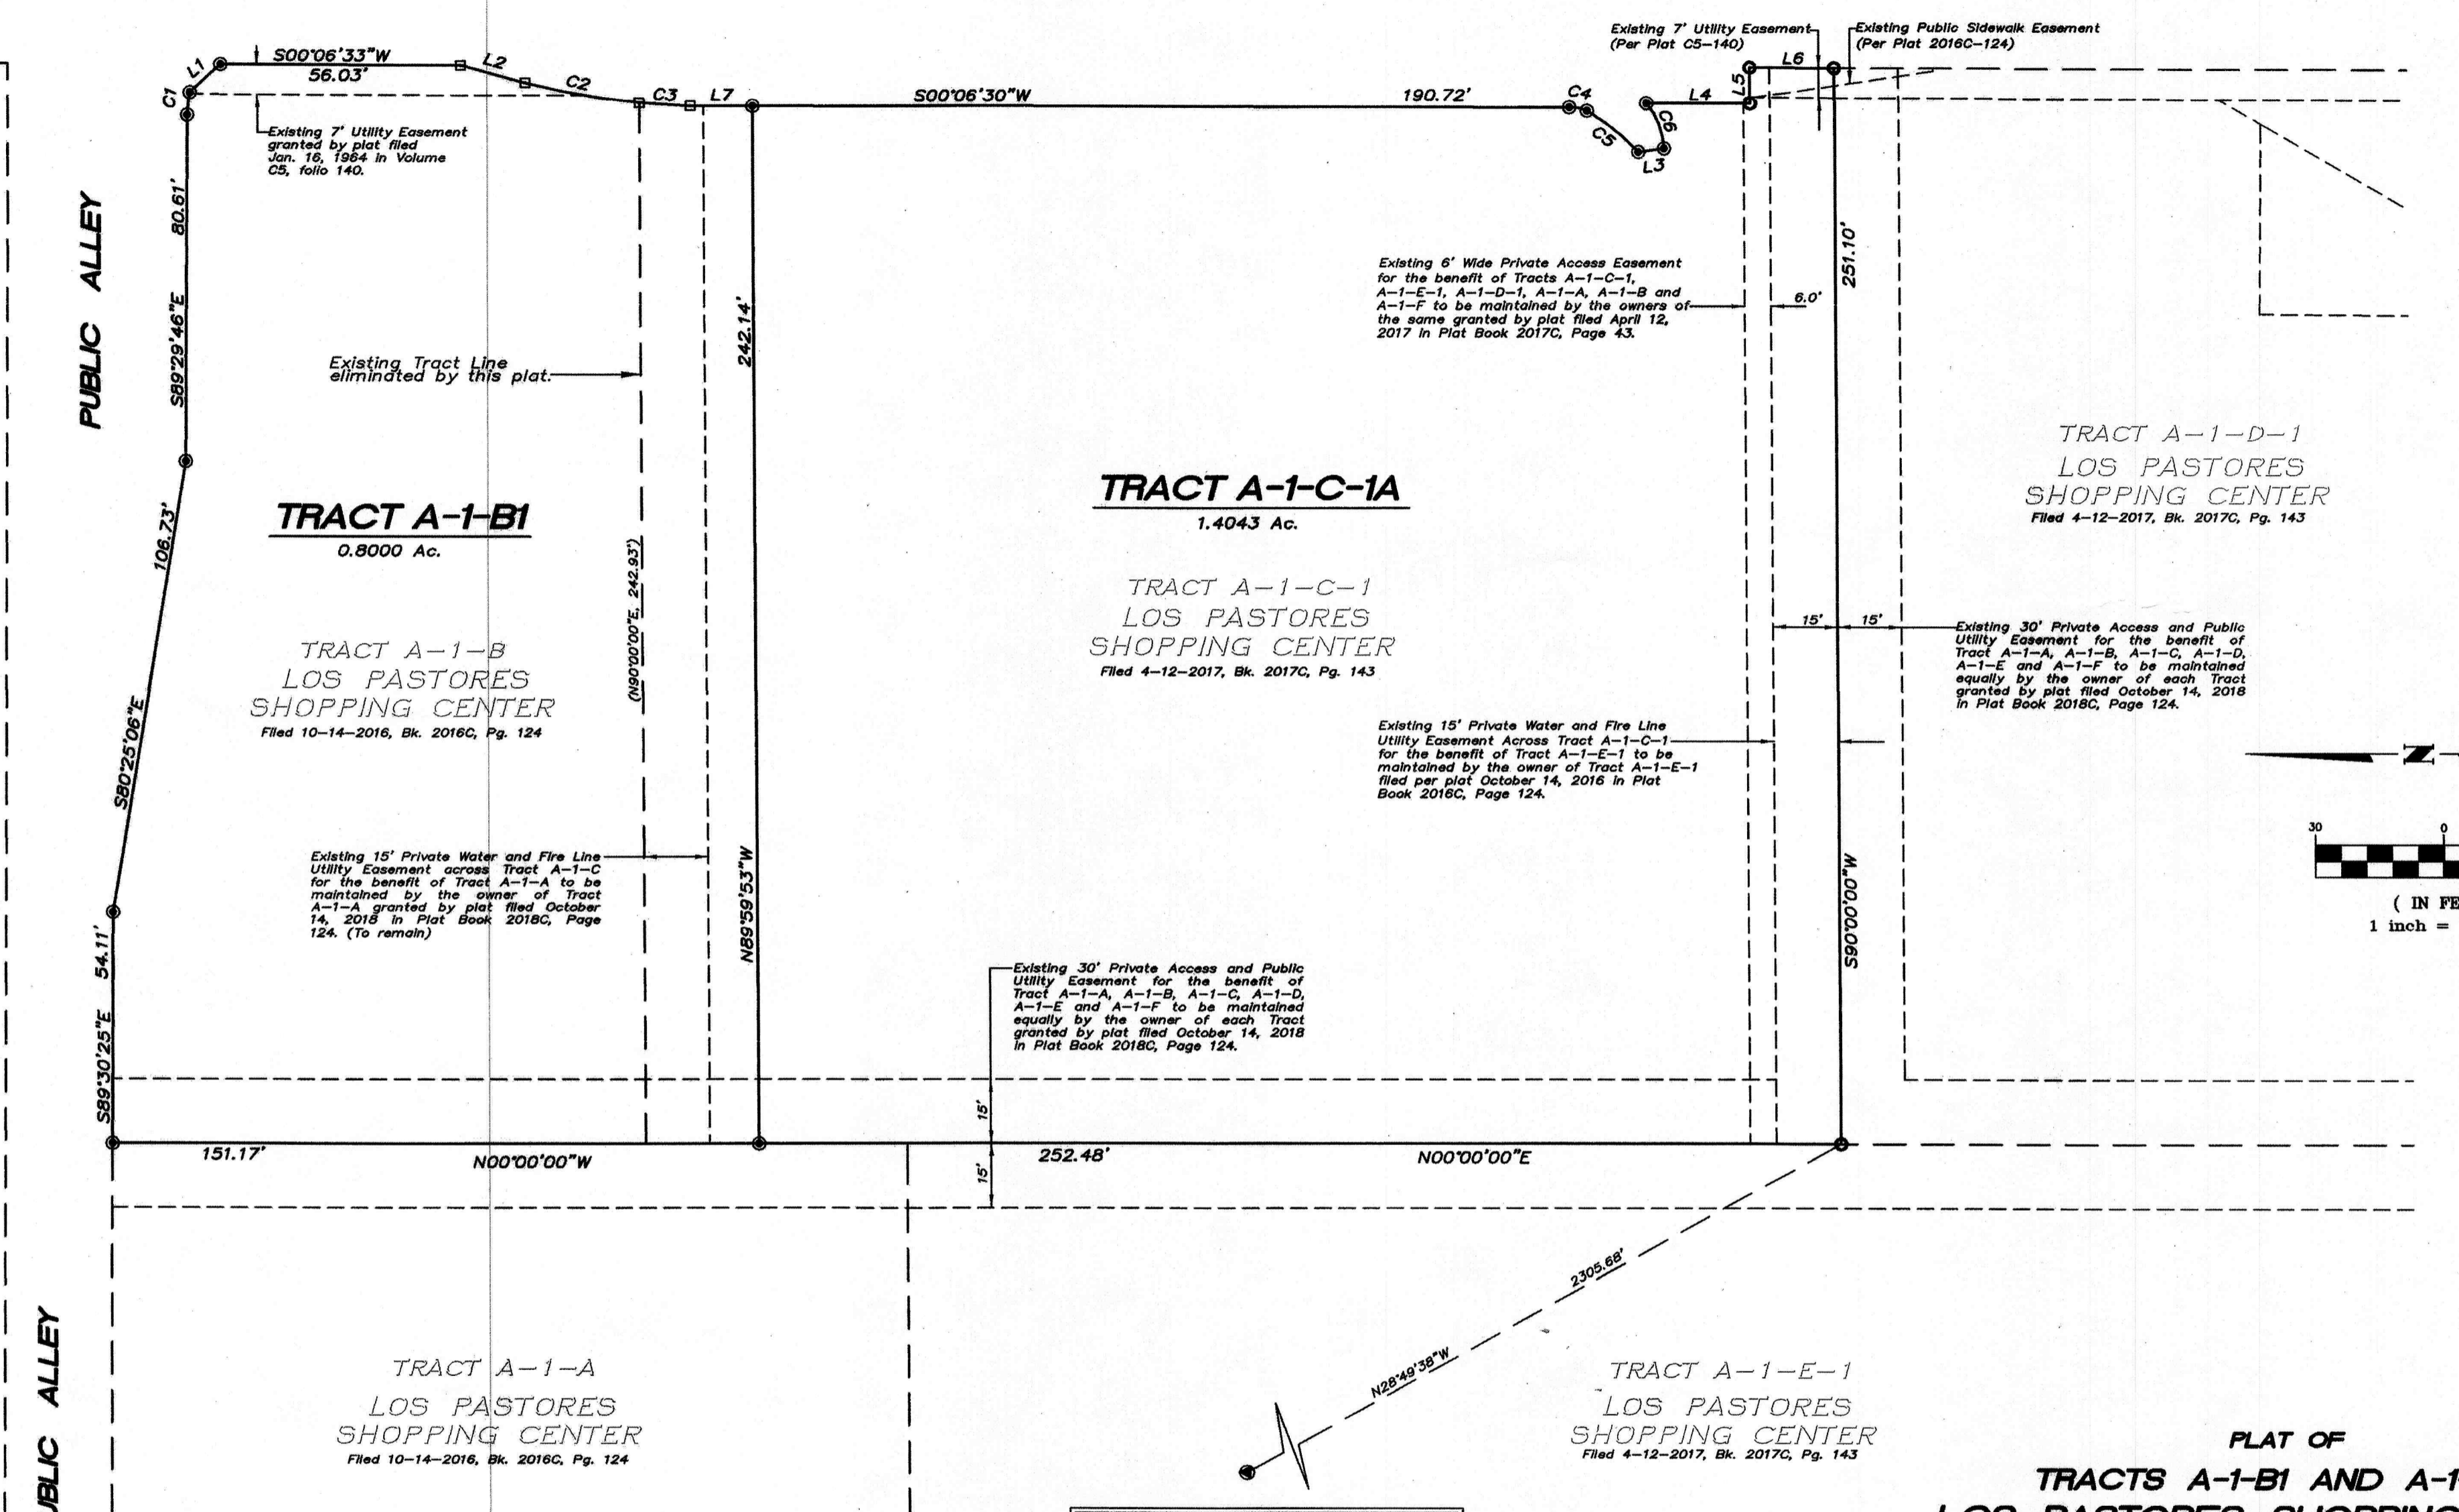 Existing 7' Utility Easement
(Per Plat C5-140)
Existing Public Sidewalk Easement
(Per Plat 2016C-124)
L1
S00°06'33"W
56.03'
L2
C2
C3
L7
S00°06'30"W
190.72'
C4
C5
C6
L3
L4
L5
L6
C1
Existing 7' Utility Easement
granted by plat filed
Jan. 16, 1964 in Volume
C5, folio 140.
PUBLIC ALLEY
S89°29'46"E 80.61'
Existing 6' Wide Private Access Easement
for the benefit of Tracts A-1-C-1,
A-1-E-1, A-1-D-1, A-1-A, A-1-B and
A-1-F to be maintained by the owners of
the same granted by plat filed April 12,
2017 in Plat Book 2017C, Page 43.
6.0'
251.10'
242.14'
Existing Tract Line
eliminated by this plat.
TRACT A-1-D-1
LOS PASTORES
SHOPPING CENTER
Filed 4-12-2017, Bk. 2017C, Pg. 143
TRACT A-1-B1
0.8000 Ac.
TRACT A-1-C-1A
1.4043 Ac.
106.73'
S80°25'06"E
(N90°00'00"E, 242.93')
TRACT A-1-C-1
LOS PASTORES
SHOPPING CENTER
Filed 4-12-2017, Bk. 2017C, Pg. 143
TRACT A-1-B
LOS PASTORES
SHOPPING CENTER
Filed 10-14-2016, Bk. 2016C, Pg. 124
15' 15'
Existing 30' Private Access and Public
Utility Easement for the benefit of
Tract A-1-A, A-1-B, A-1-C, A-1-D,
A-1-E and A-1-F to be maintained
equally by the owner of each Tract
granted by plat filed October 14, 2018
in Plat Book 2018C, Page 124.
Existing 15' Private Water and Fire Line
Utility Easement Across Tract A-1-C-1
for the benefit of Tract A-1-E-1 to be
maintained by the owner of Tract A-1-E-1
filed per plat October 14, 2016 in Plat
Book 2016C, Page 124.
N
30 0
( IN FE
1 inch =
Existing 15' Private Water and Fire Line
Utility Easement across Tract A-1-C
for the benefit of Tract A-1-A to be
maintained by the owner of Tract
A-1-A granted by plat filed October
14, 2018 in Plat Book 2018C, Page
124. (To remain)
N89°59'53"W
S90°00'00"W
S89°30'25"E 54.11'
Existing 30' Private Access and Public
Utility Easement for the benefit of
Tract A-1-A, A-1-B, A-1-C, A-1-D,
A-1-E and A-1-F to be maintained
equally by the owner of each Tract
granted by plat filed October 14, 2018
in Plat Book 2018C, Page 124.
15'
15'
151.17'
N00°00'00"W
252.48'
N00°00'00"E
2305.68'
N28°49'38"W
UBLIC ALLEY
TRACT A-1-A
LOS PASTORES
SHOPPING CENTER
Filed 10-14-2016, Bk. 2016C, Pg. 124
TRACT A-1-E-1
LOS PASTORES
SHOPPING CENTER
Filed 4-12-2017, Bk. 2017C, Pg. 143
PLAT OF
TRACTS A-1-B1 AND A-1-
LOS PASTORES SHOPPING